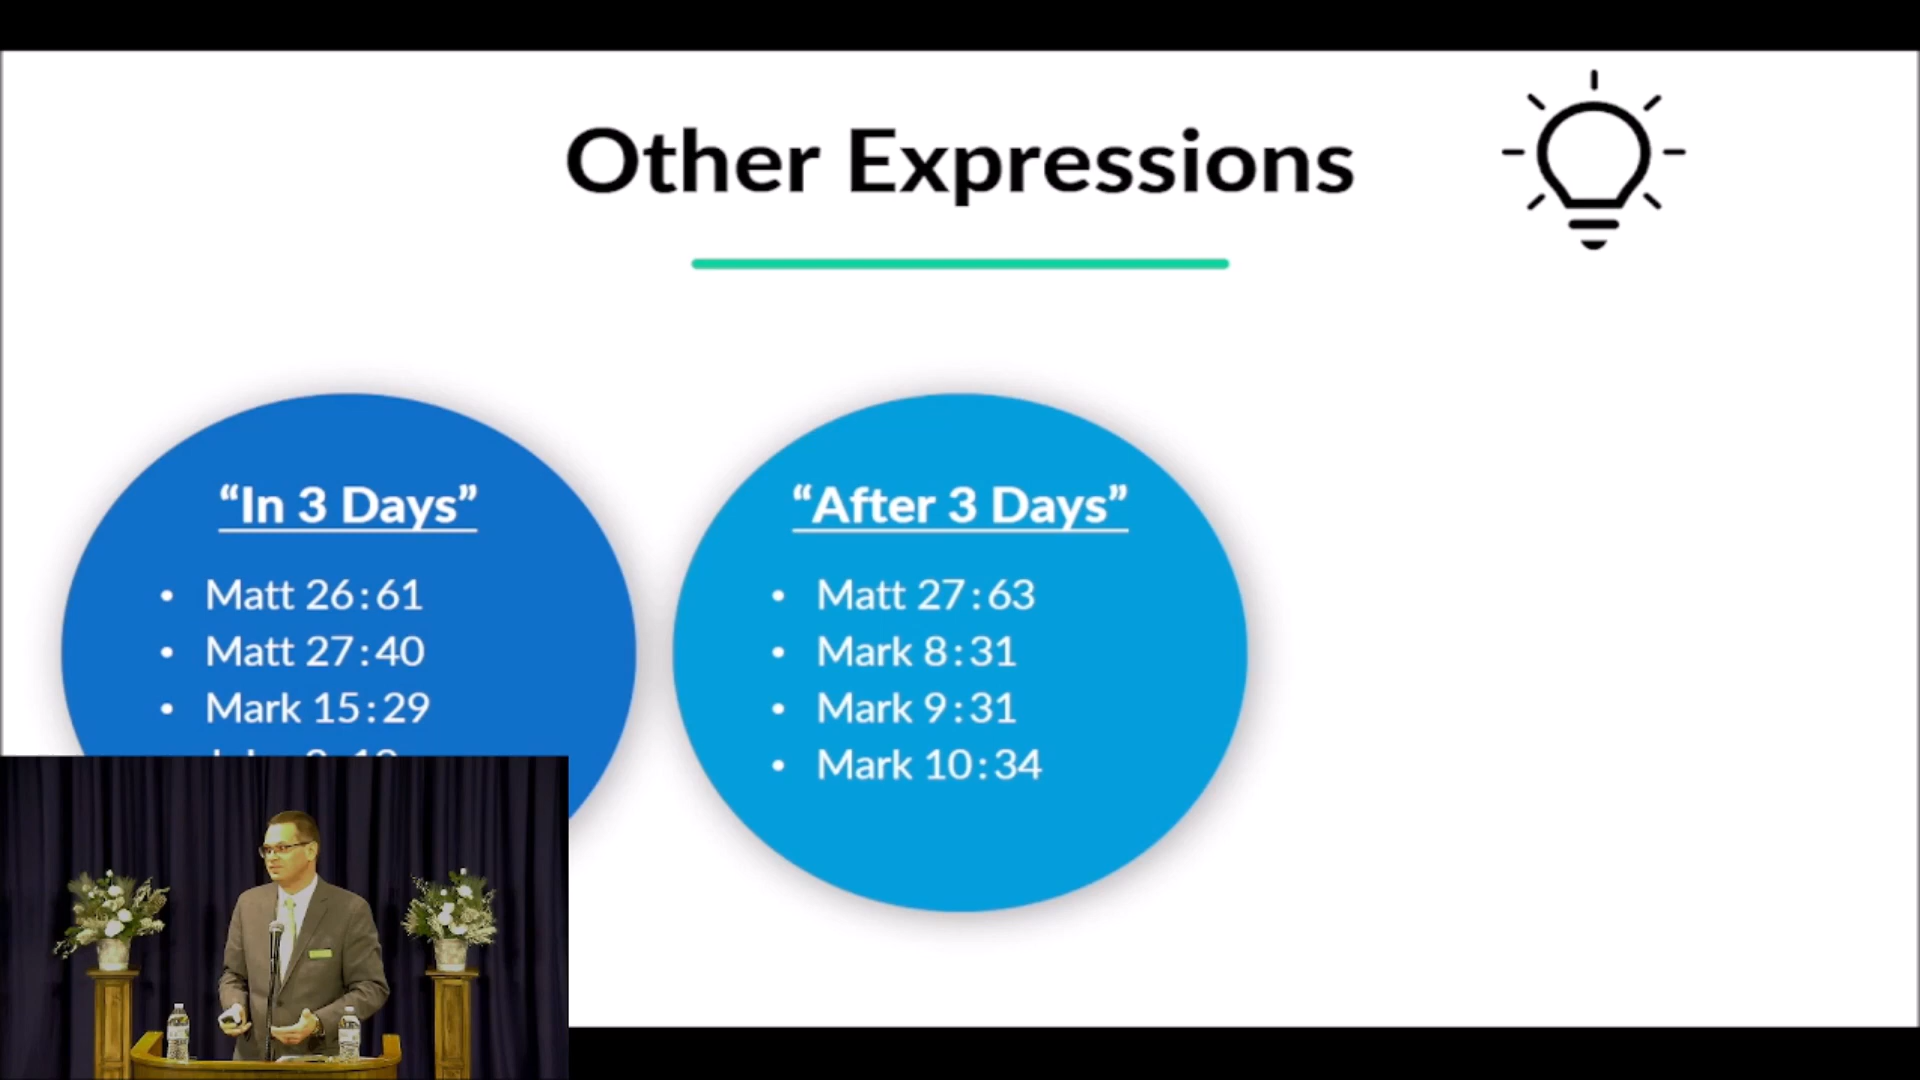 Other Expressions
“In 3 Days”
• Matt 26:61
• Matt 27:40
• Mark 15:29
“After 3 Days”
• Matt 27:63
• Mark 8:31
• Mark 9:31
• Mark 10:34